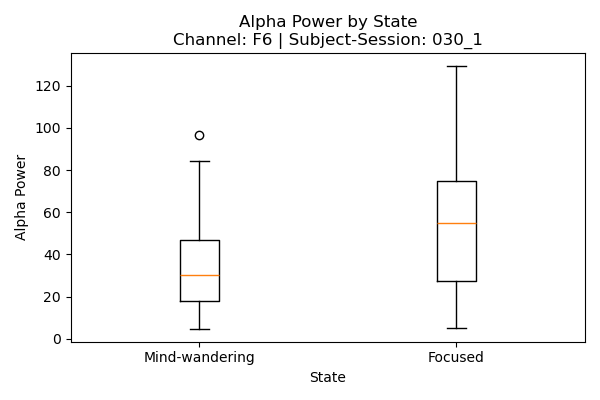 Alpha Power by State
Channel: F6 | Subject-Session: 030_1
Alpha Power
120
100
80
60
40
20
0
Mind-wandering
Focused
State